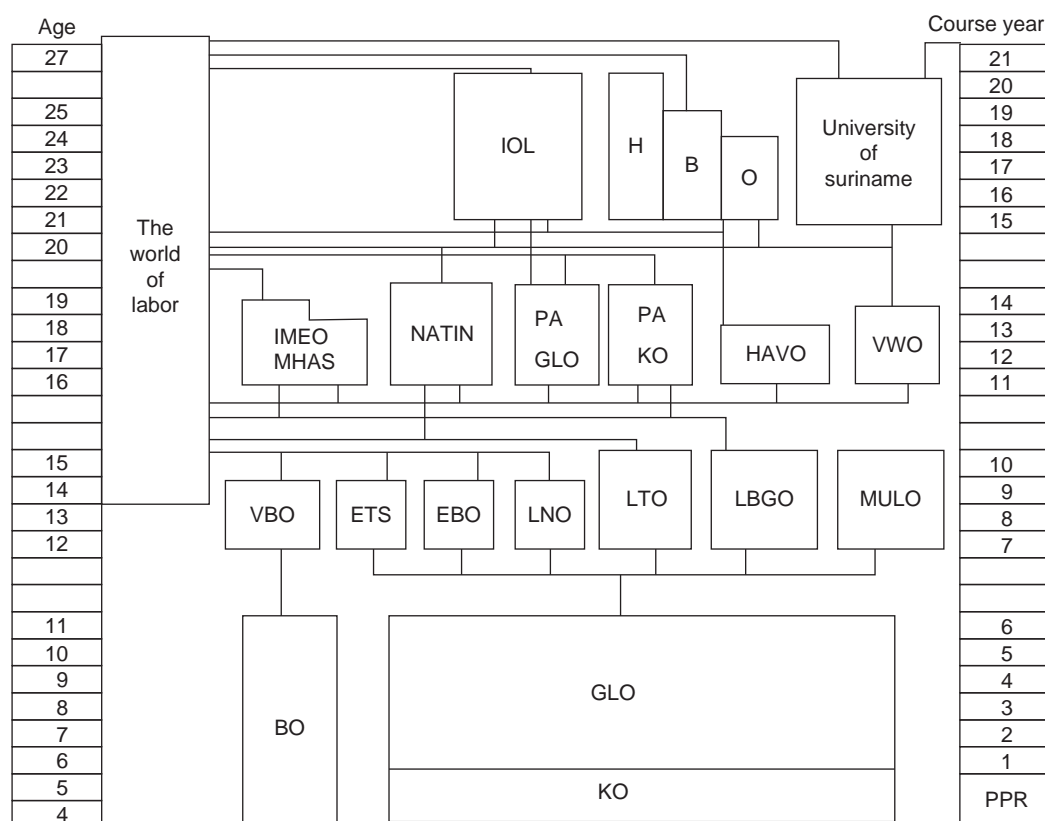 Age
Course year
27
25
24
23
22
21
20
19
18
17
16
15
14
13
12
11
10
9
8
7
6
5
4
The
world
of
labor
IOL
H
B
O
University
of
suriname
IMEO
MHAS
NATIN
PA
GLO
PA
KO
HAVO
VWO
VBO
ETS
EBO
LNO
LTO
LBGO
MULO
BO
GLO
KO
21
20
19
18
17
16
15
14
13
12
11
10
9
8
7
6
5
4
3
2
1
PPR